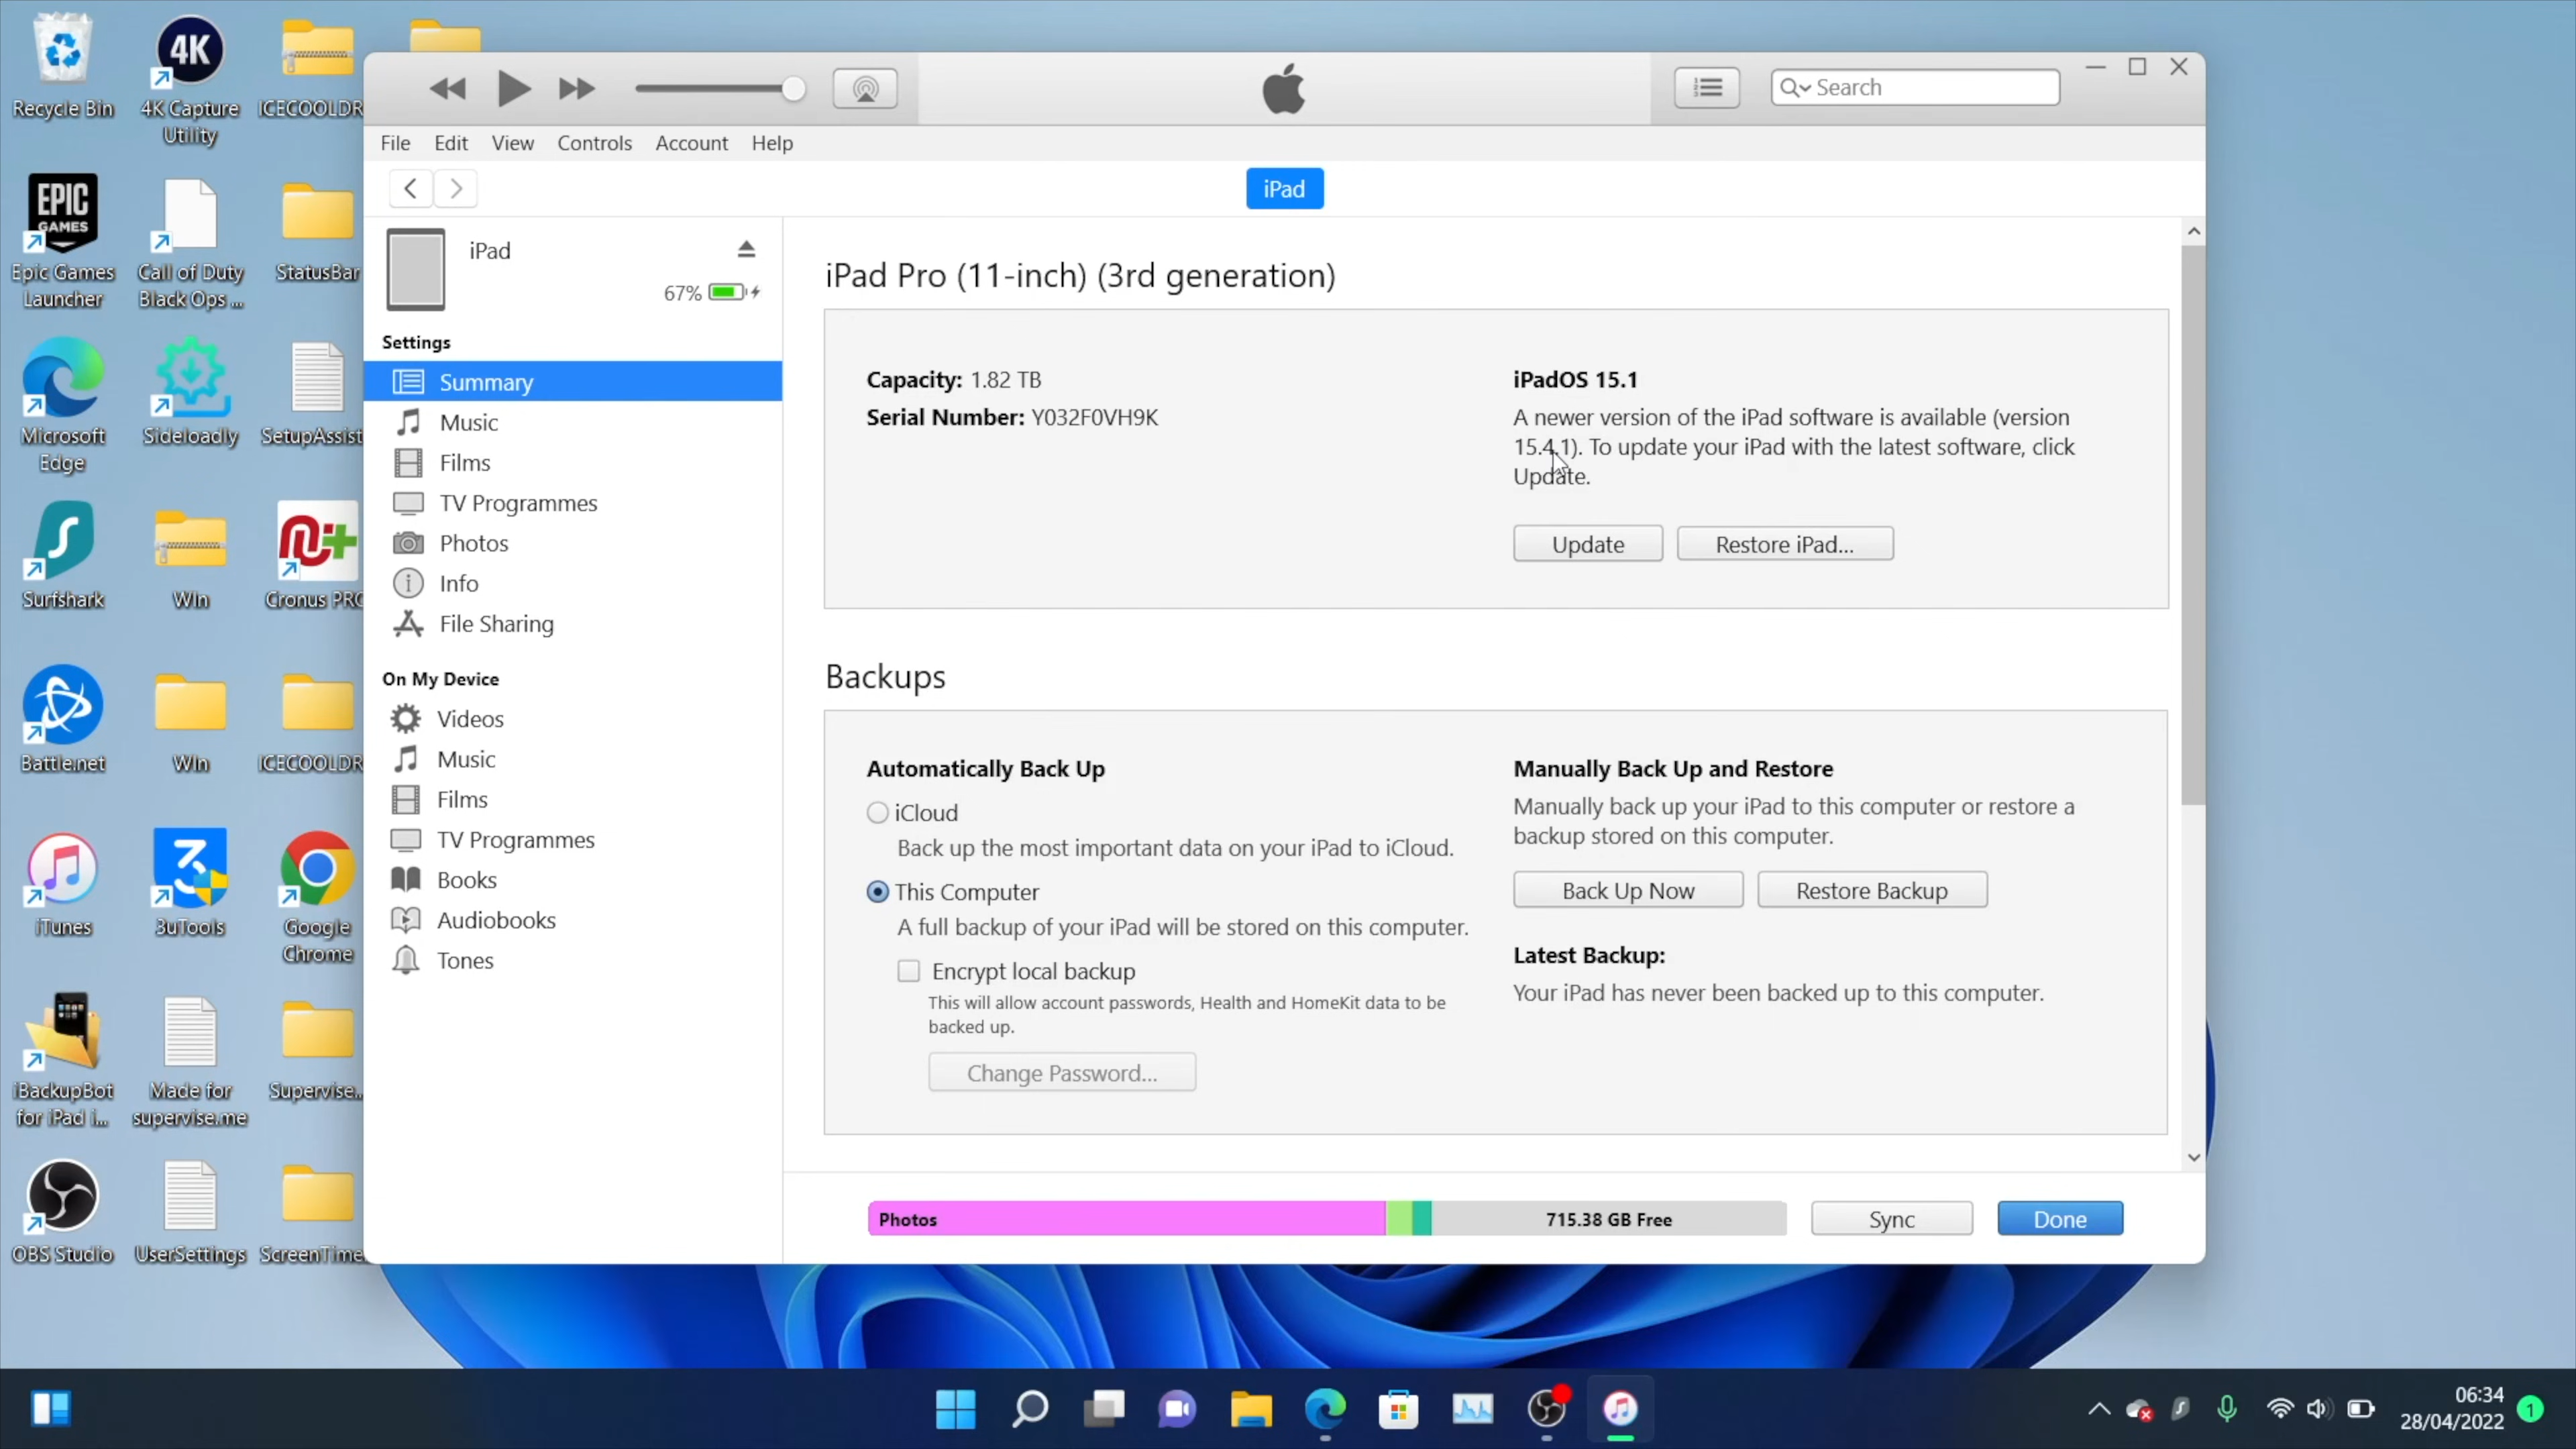 Recycle Bin
4K
4K Capture
Utility
ICECOOLDR
EPIC
GAMES
Epic Games
Launcher
Call of Duty
Black Ops ...
StatusBar
Microsoft
Edge
Sideloadly
SetupAssist
Surfshark
Win
Cronus PRO
Battle.net
Win
ICECOOLDR
iTunes
3uTools
Google
Chrome
iBackupBot
for iPad i...
Made for
supervise.me
Supervise...
OBS Studio
UserSettings
ScreenTime
Search
File Edit View Controls Account Help
iPad
iPad
67%
Settings
Summary
Music
Films
TV Programmes
Photos
Info
File Sharing
On My Device
Videos
Music
Films
TV Programmes
Books
Audiobooks
Tones
iPad Pro (11-inch) (3rd generation)
Capacity: 1.82 TB
Serial Number: Y032F0VH9K
iPadOS 15.1
A newer version of the iPad software is available (version
15.4.1). To update your iPad with the latest software, click
Update.
Update
Restore iPad...
Backups
Automatically Back Up
iCloud
Back up the most important data on your iPad to iCloud.
This Computer
A full backup of your iPad will be stored on this computer.
Encrypt local backup
This will allow account passwords, Health and HomeKit data to be
backed up.
Change Password...
Manually Back Up and Restore
Manually back up your iPad to this computer or restore a
backup stored on this computer.
Back Up Now
Restore Backup
Latest Backup:
Your iPad has never been backed up to this computer.
Photos
715.38 GB Free
Sync
Done
06:34
28/04/2022
1